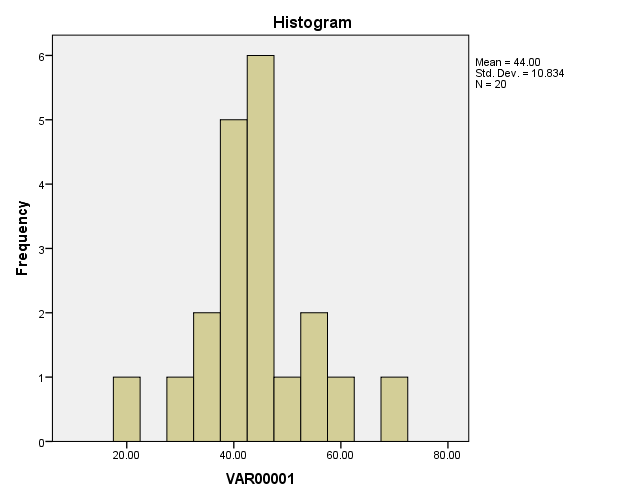 Histogram
Mean = 44.00
Std. Dev. = 10.834
N = 20
6
5
4
3
2
1
0
Frequency
20.00 40.00 60.00 80.00
VAR00001